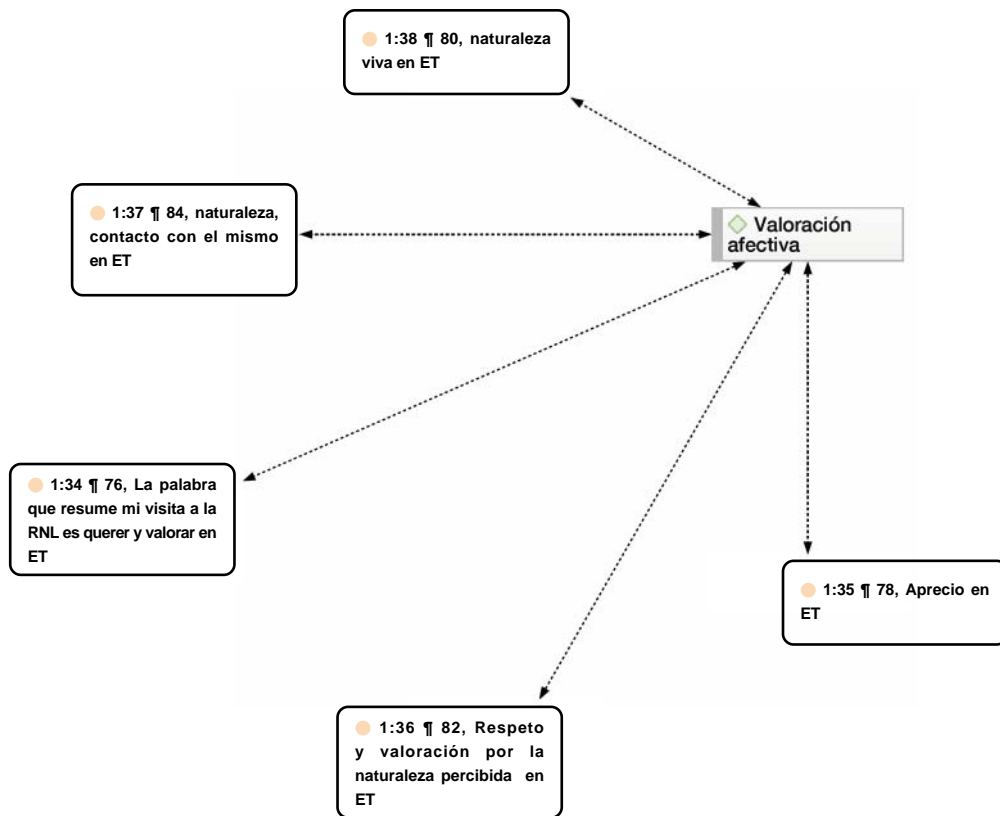 1:38 ¶ 80, naturaleza
viva en ET
1:37 ¶ 84, naturaleza,
contacto con el mismo
en ET
Valoración
afectiva
1:34 ¶ 76, La palabra
que resume mi visita a la
RNL es querer y valorar en
ET
1:35 ¶ 78, Aprecio en
ET
1:36 ¶ 82, Respeto
y valoración por la
naturaleza percibida en
ET